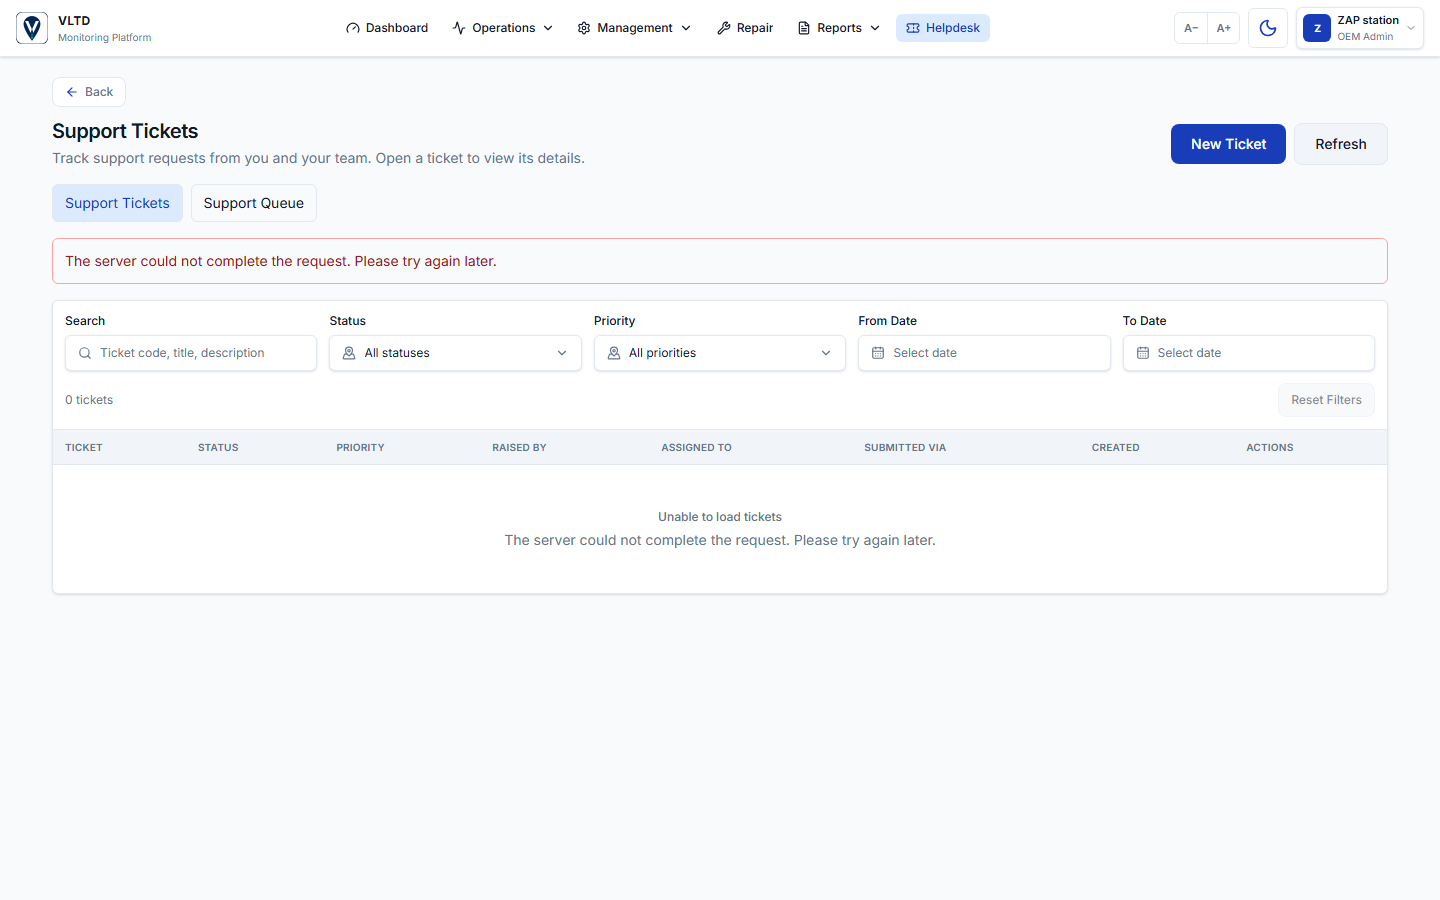 VLTD
Monitoring Platform
Dashboard
Operations
Management
Repair
Reports
Helpdesk
A−
A+
Z
ZAP station
OEM Admin
Back
Support Tickets
Track support requests from you and your team. Open a ticket to view its details.
New Ticket
Refresh
Support Tickets
Support Queue
The server could not complete the request. Please try again later.
Search
Status
Priority
From Date
To Date
Ticket code, title, description
All statuses
All priorities
Select date
Select date
0 tickets
Reset Filters
TICKET
STATUS
PRIORITY
RAISED BY
ASSIGNED TO
SUBMITTED VIA
CREATED
ACTIONS
Unable to load tickets
The server could not complete the request. Please try again later.